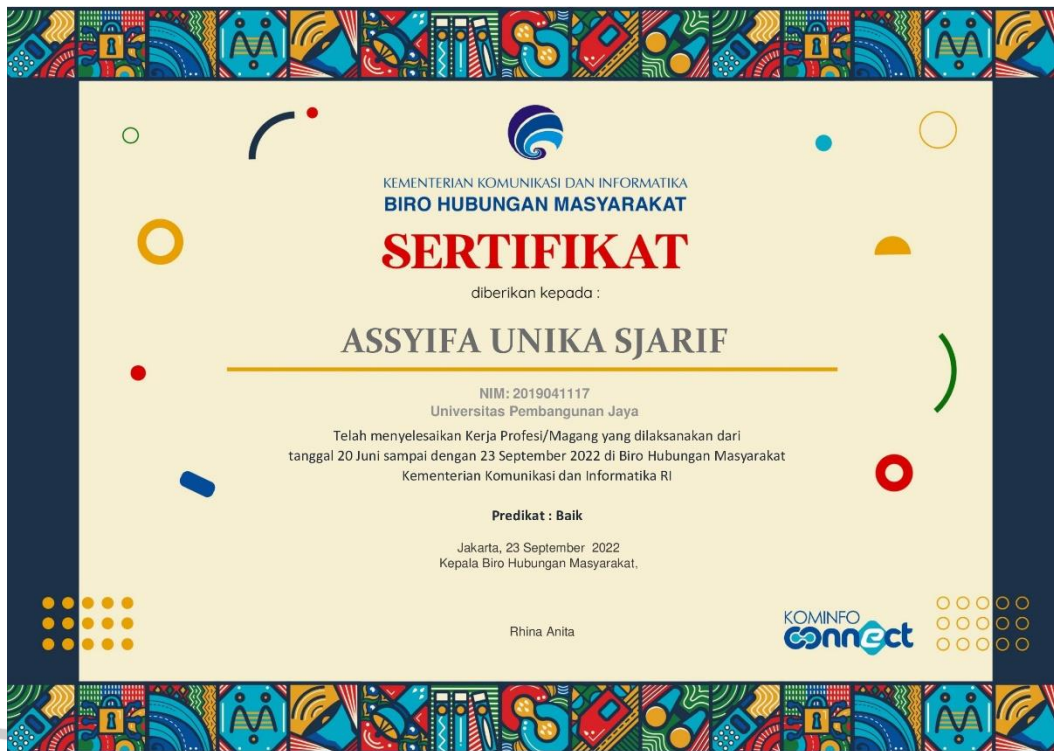 KEMENTERIAN KOMUNIKASI DAN INFORMATIKA
BIRO HUBUNGAN MASYARAKAT
SERTIFIKAT
diberikan kepada :
ASSYIFA UNIKA SJARIF
NIM: 2019041117
Universitas Pembangunan Jaya
Telah menyelesaikan Kerja Profesi/Magang yang dilaksanakan dari
tanggal 20 Juni sampai dengan 23 September 2022 di Biro Hubungan Masyarakat
Kementerian Komunikasi dan Informatika RI
Predikat : Baik
Jakarta, 23 September 2022
Kepala Biro Hubungan Masyarakat,
Rhina Anita
KOMINFO
connect